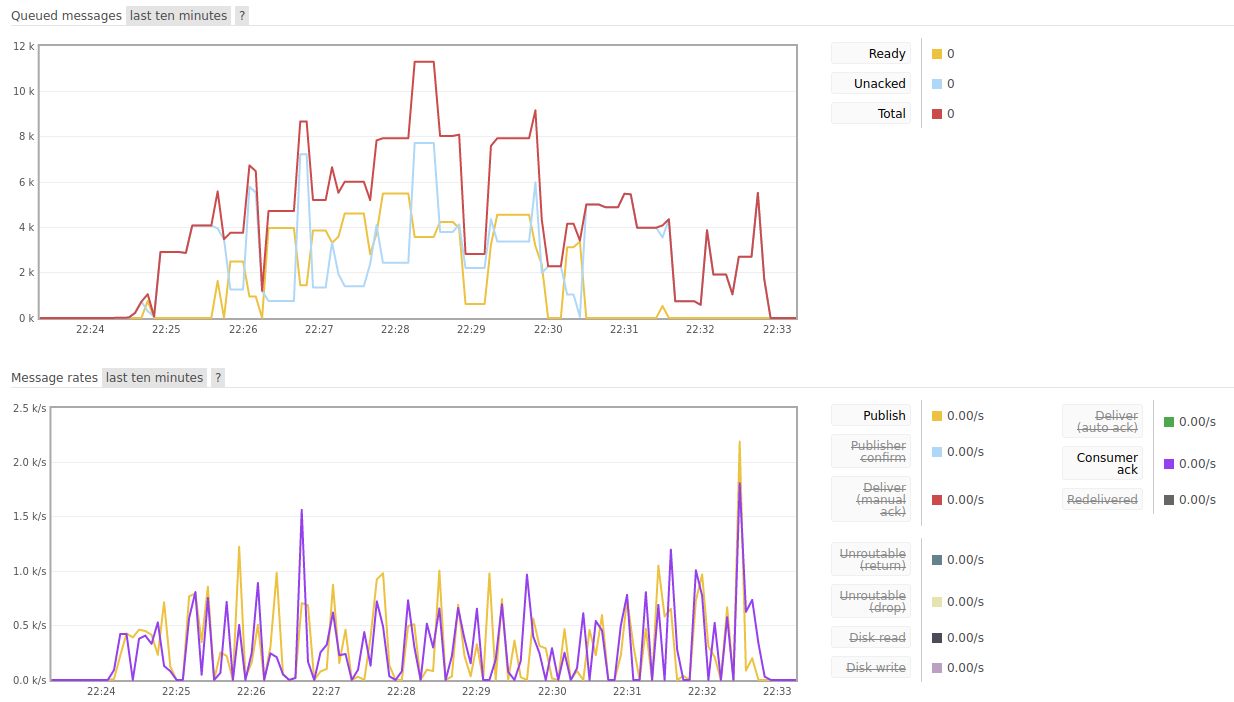 Queued messages last ten minutes ?
12 k
10 k
8 k
6 k
4 k
2 k
0 k
22:24 22:25 22:26 22:27 22:28 22:29 22:30 22:31 22:32 22:33
Ready 0
Unacked 0
Total 0
Message rates last ten minutes ?
2.5 k/s
2.0 k/s
1.5 k/s
1.0 k/s
0.5 k/s
0.0 k/s
22:24 22:25 22:26 22:27 22:28 22:29 22:30 22:31 22:32 22:33
Publish 0.00/s
Publisher
confirm 0.00/s
Deliver
(manual
ack) 0.00/s
Unroutable
(return) 0.00/s
Unroutable
(drop) 0.00/s
Disk read 0.00/s
Disk write 0.00/s
Deliver
(auto ack) 0.00/s
Consumer
ack 0.00/s
Redelivered 0.00/s